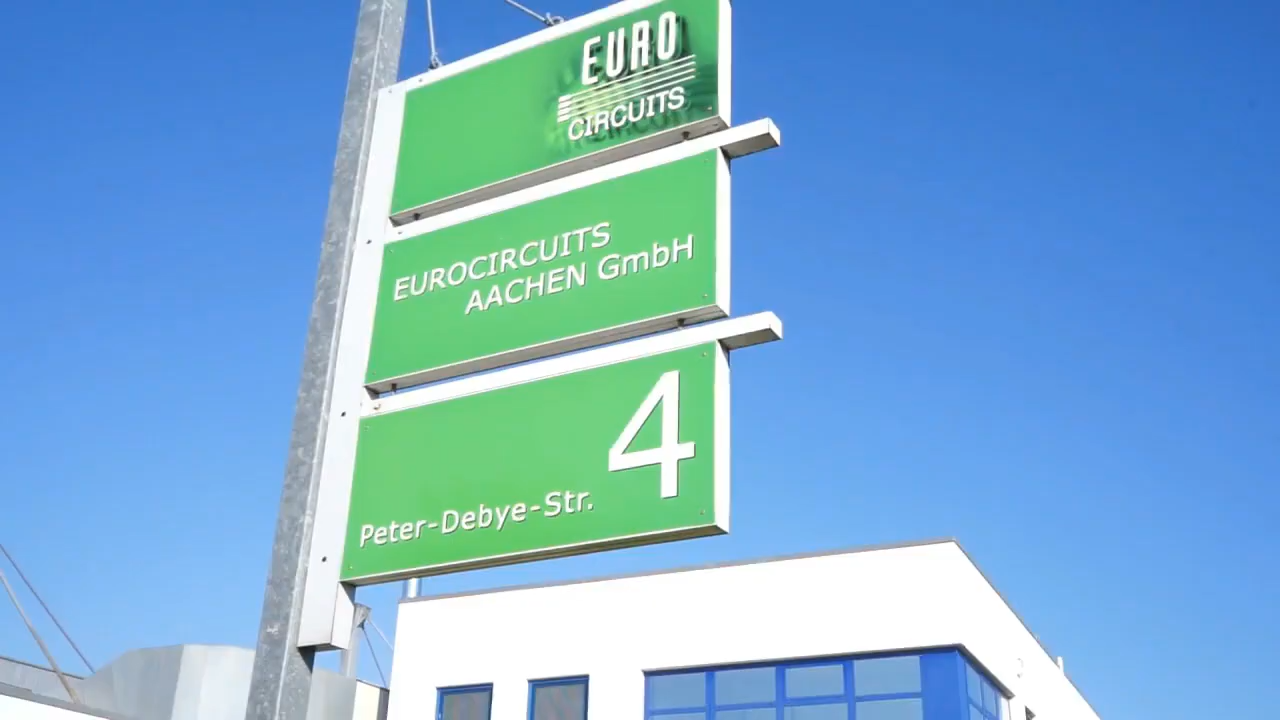 EURO
CIRCUITS
EUROCIRCUITS
AACHEN GmbH
4
Peter-Debye-Str.